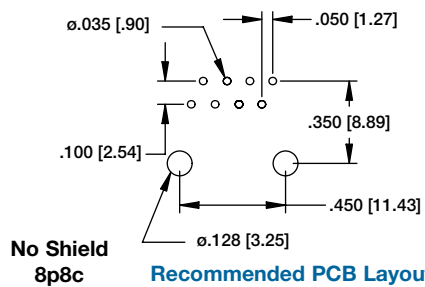 ø.035 [.90]
.050 [1.27]
.350 [8.89]
.100 [2.54]
.450 [11.43]
ø.128 [3.25]
No Shield
8p8c
Recommended PCB Layou